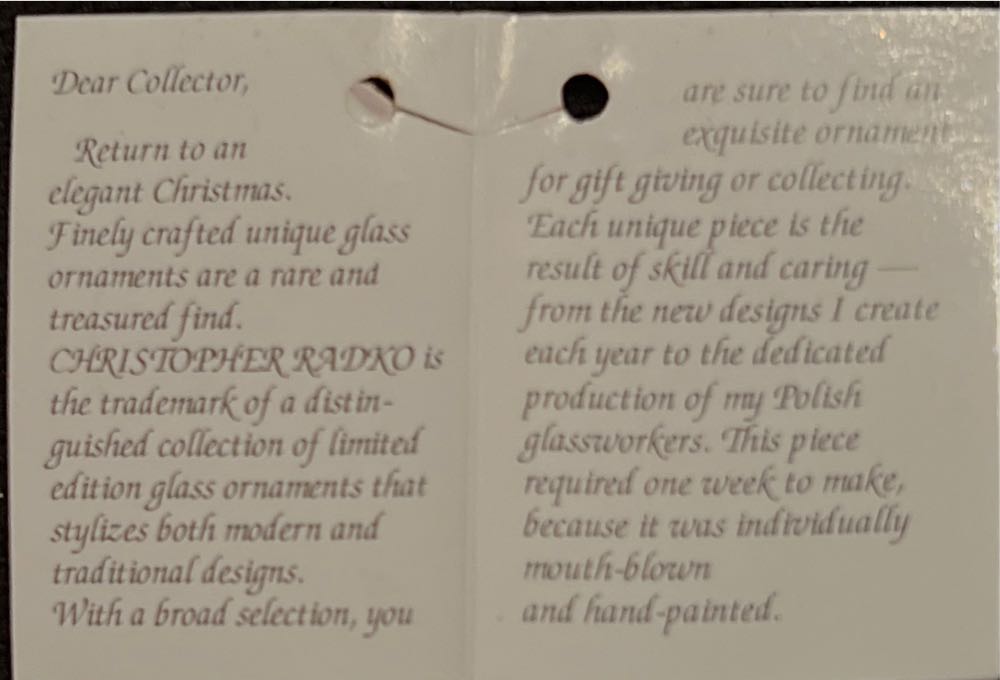 Dear Collector,
Return to an
elegant Christmas.
Finely crafted unique glass
ornaments are a rare and
treasured find.
CHRISTOPHER RADKO is
the trademark of a distin-
guished collection of limited
edition glass ornaments that
stylizes both modern and
traditional designs.
With a broad selection, you
are sure to find an
exquisite ornament
for gift giving or collecting.
Each unique piece is the
result of skill and caring —
from the new designs I create
each year to the dedicated
production of my Polish
glassworkers. This piece
required one week to make,
because it was individually
mouth-blown
and hand-painted.